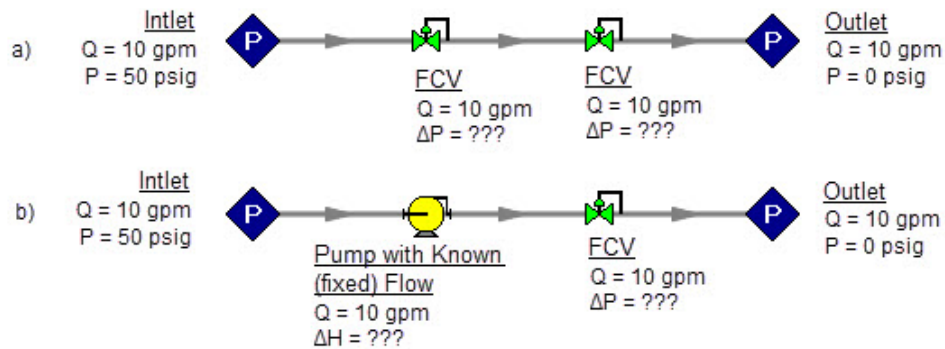 a)
Intlet
Q = 10 gpm
P = 50 psig
P
FCV
Q = 10 gpm
ΔP = ???
FCV
Q = 10 gpm
ΔP = ???
P
Outlet
Q = 10 gpm
P = 0 psig
b)
Intlet
Q = 10 gpm
P = 50 psig
P
Pump with Known
(fixed) Flow
Q = 10 gpm
ΔH = ???
FCV
Q = 10 gpm
ΔP = ???
P
Outlet
Q = 10 gpm
P = 0 psig